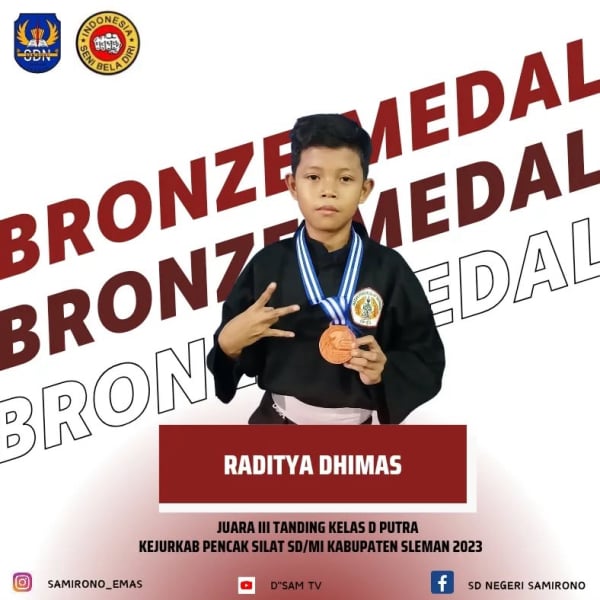 SDN
INDONESIA
SENI BELA DIRI
BRONZE MEDAL
BRONZE MEDAL
BRONZE MEDAL
RADITYA DHIMAS
JUARA III TANDING KELAS D PUTRA
KEJURKAB PENCAK SILAT SD/MI KABUPATEN SLEMAN 2023
SAMIRONO_EMAS
D"SAM TV
SD NEGERI SAMIRONO